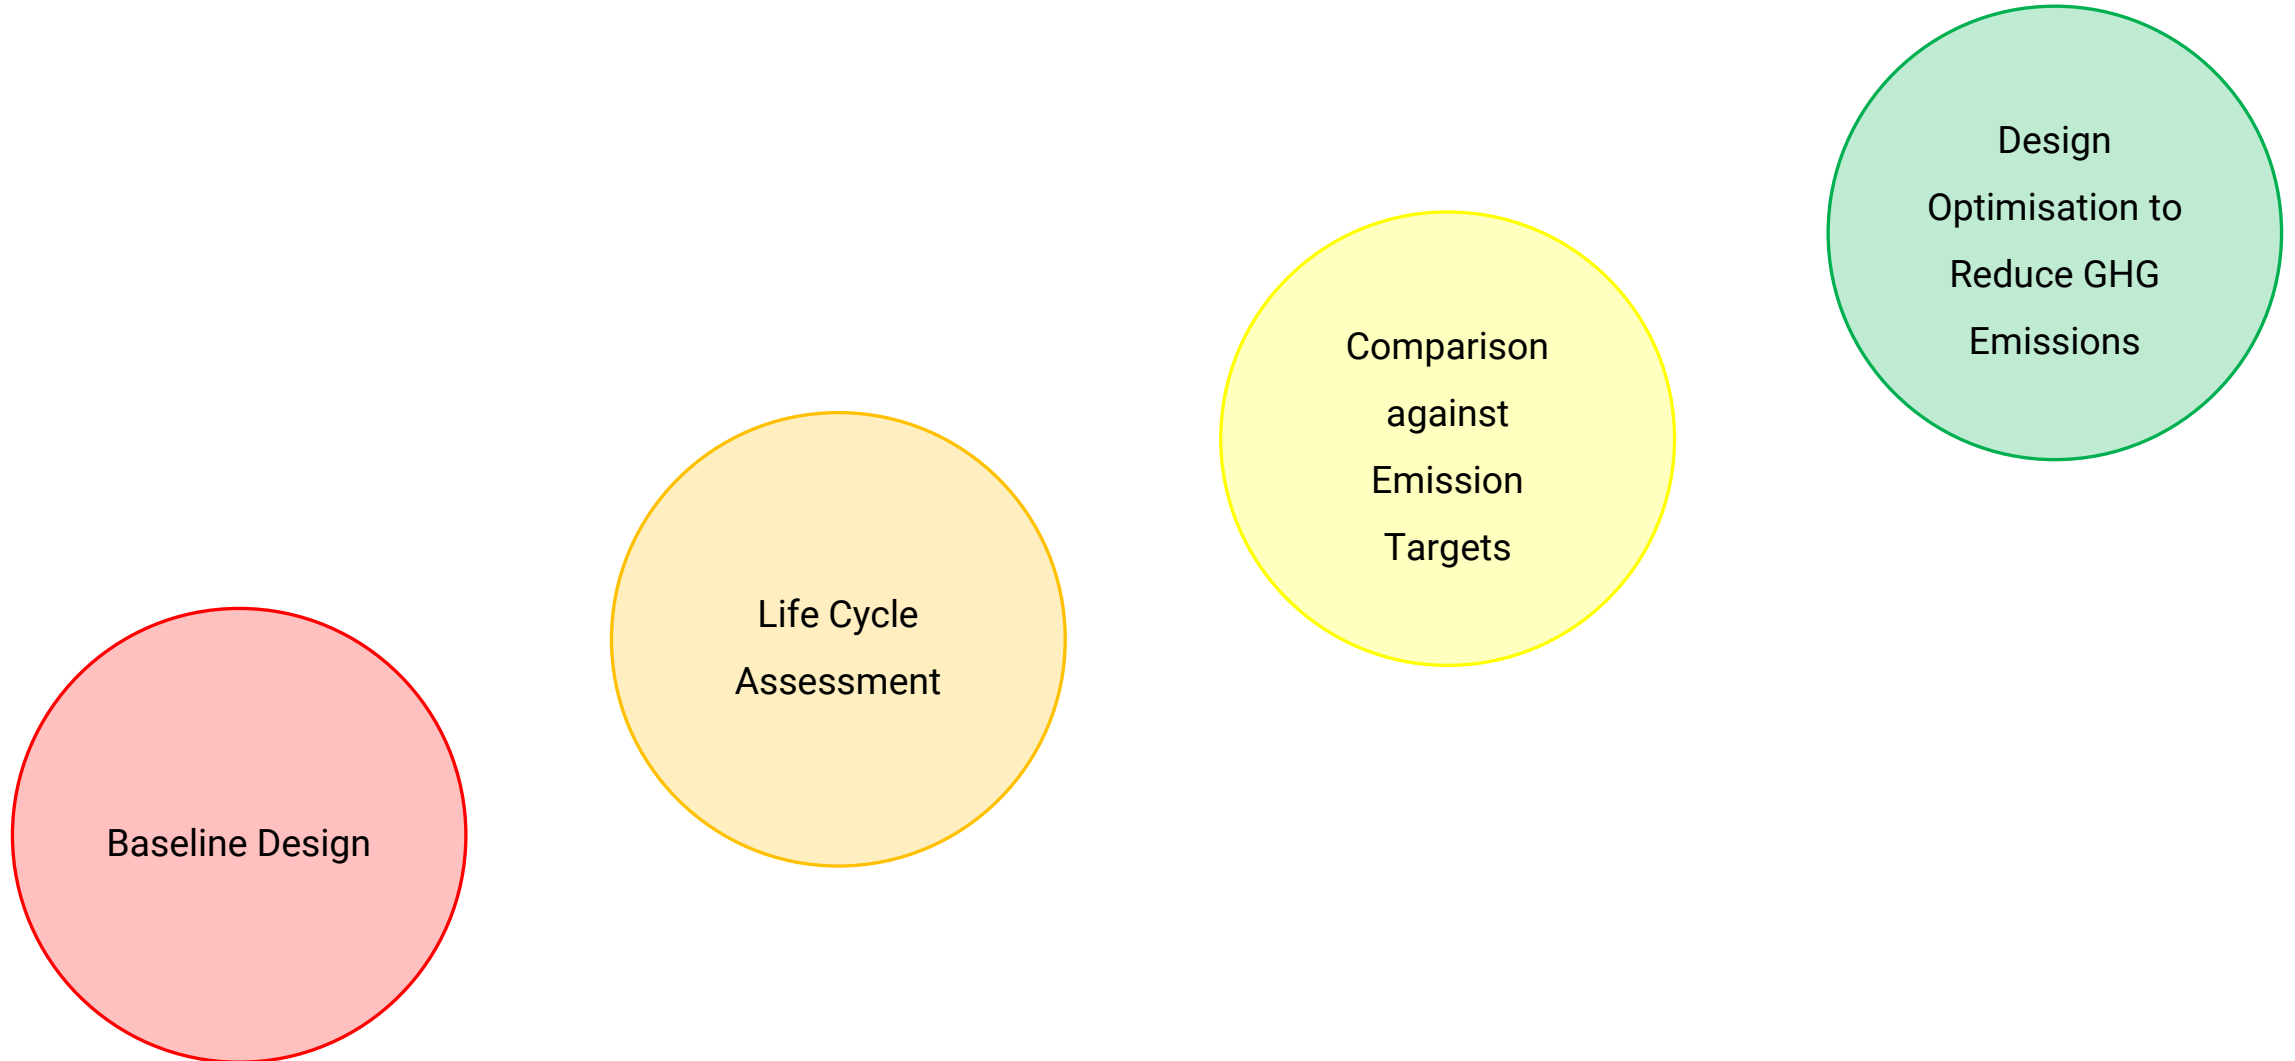 Baseline Design
Life Cycle
Assessment
Comparison
against
Emission
Targets
Design
Optimisation to
Reduce GHG
Emissions